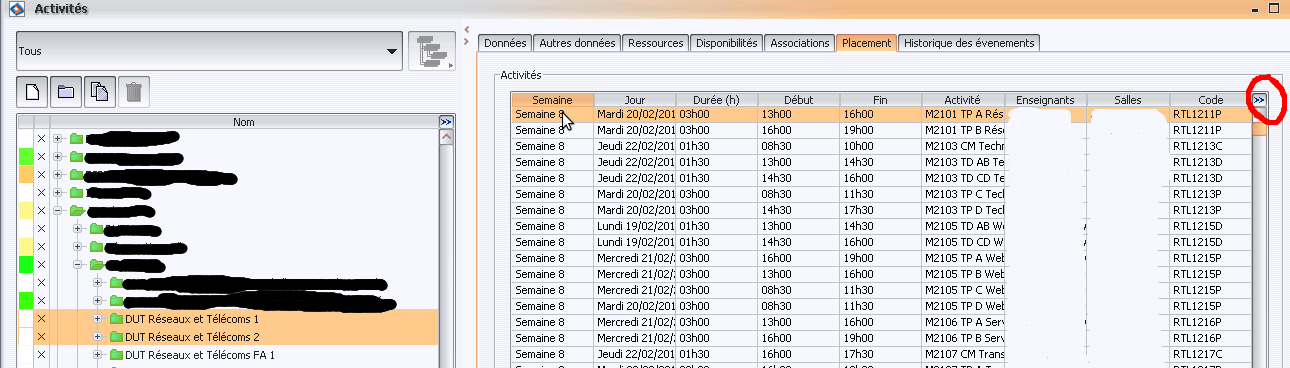 Activités
Tous
Données Autres données Ressources Disponibilités Associations Placement Historique des évenements
Activités
Nom
DUT Réseaux et Télécoms 1
DUT Réseaux et Télécoms 2
DUT Réseaux et Télécoms FA 1
Semaine Jour Durée (h) Début Fin Activité Enseignants Salles Code
Semaine 8 Mardi 20/02/201 03h00 13h00 16h00 M2101 TP A Rés RTL1211P
Semaine 8 Mardi 20/02/201 03h00 16h00 19h00 M2101 TP B Rés RTL1211P
Semaine 8 Jeudi 22/02/201 01h30 08h30 10h00 M2103 CM Techn RTL1213C
Semaine 8 Jeudi 22/02/201 01h30 13h00 14h30 M2103 TD AB Te RTL1213D
Semaine 8 Jeudi 22/02/201 01h30 14h30 16h00 M2103 TD CD Te RTL1213D
Semaine 8 Mardi 20/02/201 03h00 08h30 11h30 M2103 TP C Tec RTL1213P
Semaine 8 Mardi 20/02/201 03h00 14h30 17h30 M2103 TP D Tec RTL1213P
Semaine 8 Lundi 19/02/201 01h30 13h00 14h30 M2105 TD AB We RTL1215D
Semaine 8 Lundi 19/02/201 01h30 14h30 16h00 M2105 TD CD W RTL1215D
Semaine 8 Mercredi 21/02/ 03h00 16h00 19h00 M2105 TP A Web RTL1215P
Semaine 8 Mardi 20/02/201 03h00 13h00 16h00 M2105 TP B Web RTL1215P
Semaine 8 Mercredi 21/02/ 03h00 08h30 11h30 M2105 TP C Web RTL1215P
Semaine 8 Mardi 20/02/201 03h00 08h30 11h30 M2105 TP D Web RTL1215P
Semaine 8 Mercredi 21/02/ 03h00 13h00 16h00 M2106 TP A Serv RTL1216P
Semaine 8 Mercredi 21/02/ 03h00 16h00 19h00 M2106 TP B Serv RTL1216P
Semaine 8 Jeudi 22/02/201 01h30 16h00 17h30 M2107 CM Trans RTL1217C